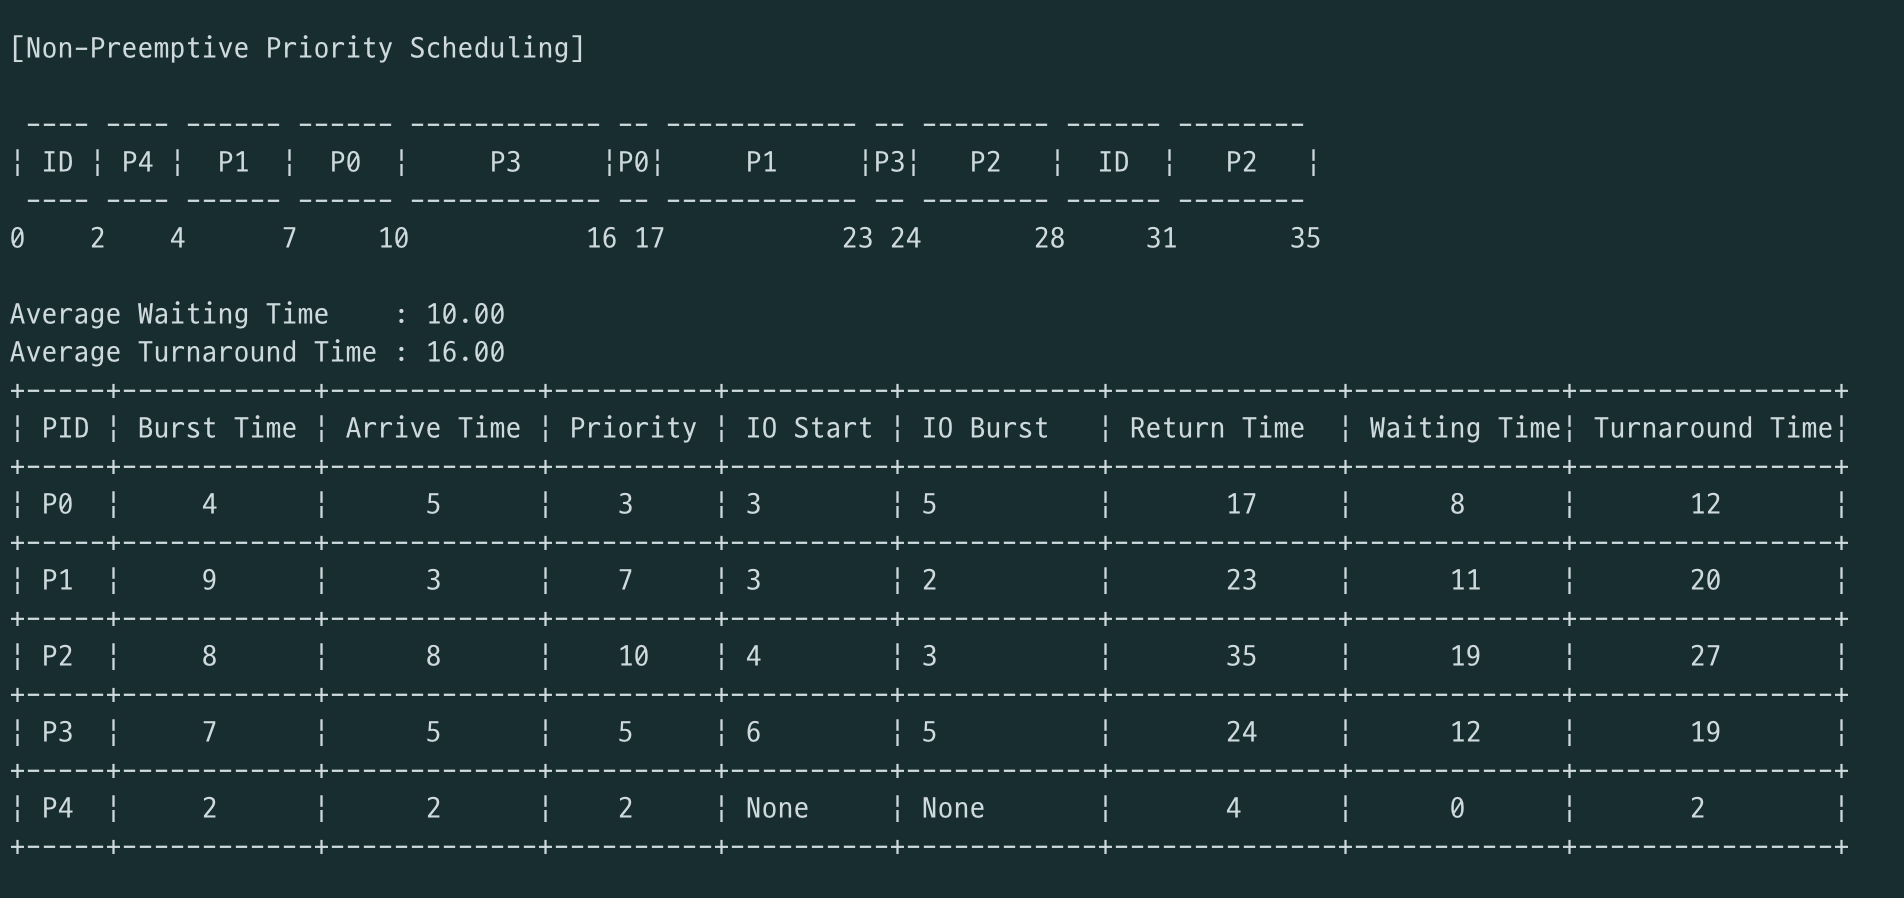 [Non-Preemptive Priority Scheduling]
 ---- ---- ------ ------ ------------ -- ------------ -- -------- ------ --------
¦ ID ¦ P4 ¦  P1  ¦  P0  ¦     P3     ¦P0¦     P1     ¦P3¦   P2   ¦  ID  ¦   P2   ¦
 ---- ---- ------ ------ ------------ -- ------------ -- -------- ------ --------
0    2    4      7     10           16 17           23 24       28     31       35
Average Waiting Time    : 10.00
Average Turnaround Time : 16.00
+-----+------------+-------------+----------+----------+------------+--------------+-------------+----------------+
¦ PID ¦ Burst Time ¦ Arrive Time ¦ Priority ¦ IO Start ¦ IO Burst   ¦ Return Time  ¦ Waiting Time¦ Turnaround Time¦
+-----+------------+-------------+----------+----------+------------+--------------+-------------+----------------+
¦ P0  ¦     4      ¦      5      ¦    3     ¦ 3        ¦ 5          ¦       17     ¦      8      ¦       12       ¦
+-----+------------+-------------+----------+----------+------------+--------------+-------------+----------------+
¦ P1  ¦     9      ¦      3      ¦    7     ¦ 3        ¦ 2          ¦       23     ¦      11     ¦       20       ¦
+-----+------------+-------------+----------+----------+------------+--------------+-------------+----------------+
¦ P2  ¦     8      ¦      8      ¦    10    ¦ 4        ¦ 3          ¦       35     ¦      19     ¦       27       ¦
+-----+------------+-------------+----------+----------+------------+--------------+-------------+----------------+
¦ P3  ¦     7      ¦      5      ¦    5     ¦ 6        ¦ 5          ¦       24     ¦      12     ¦       19       ¦
+-----+------------+-------------+----------+----------+------------+--------------+-------------+----------------+
¦ P4  ¦     2      ¦      2      ¦    2     ¦ None     ¦ None       ¦       4      ¦      0      ¦       2        ¦
+-----+------------+-------------+----------+----------+------------+--------------+-------------+----------------+